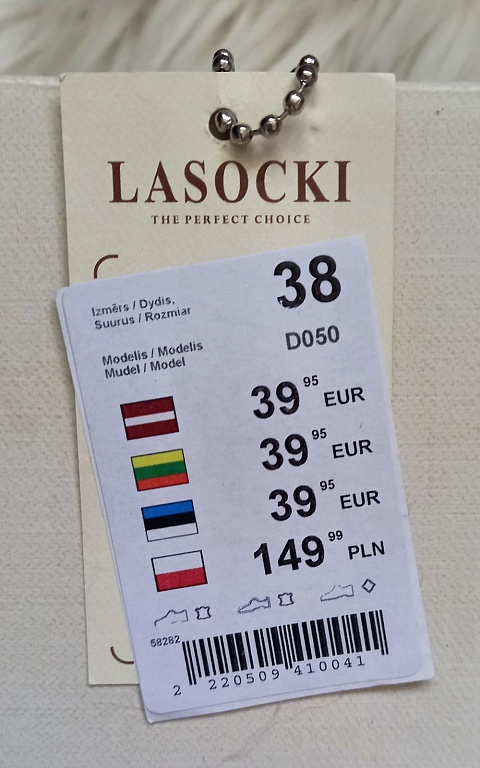 LASOCKI
THE PERFECT CHOICE
Izmērs / Dydis,
Suurus / Rozmiar
38
Modelis / Modelis
Mudel / Model
D050
39 95 EUR
39 95 EUR
39 95 EUR
149 99 PLN
58282
2 220509 410041